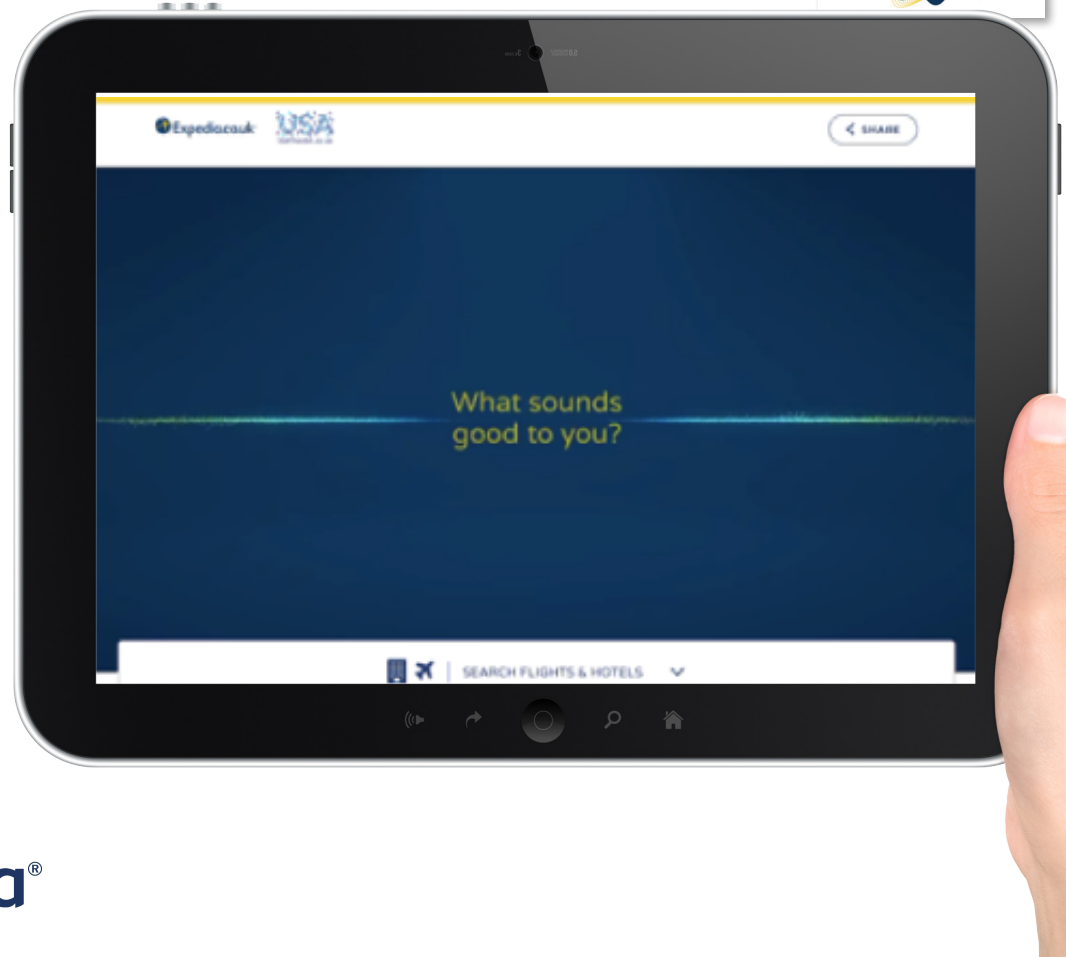 Expedia.co.uk
USA
SHARE
What sounds
good to you?
SEARCH FLIGHTS & HOTELS
a®